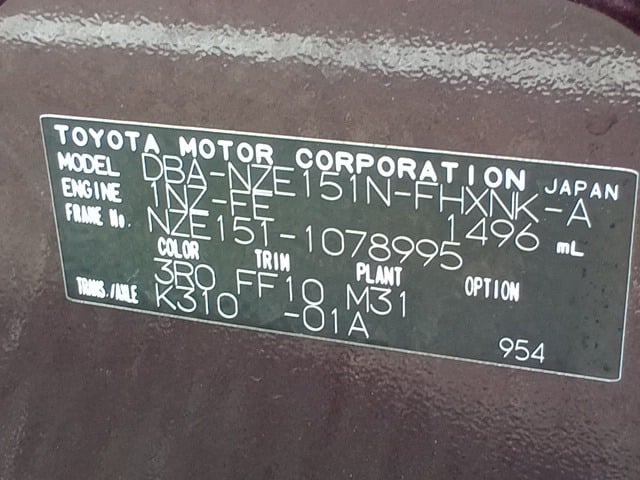 TOYOTA MOTOR CORPORATION JAPAN
MODEL DBA-NZE151N-FHXNK-A
ENGINE 1NZ-FE 1496 mL
FRAME No. NZE151-1078995
COLOR TRIM PLANT OPTION
3R0 FF10 M31
TRANS./AXLE K310 -01A
954